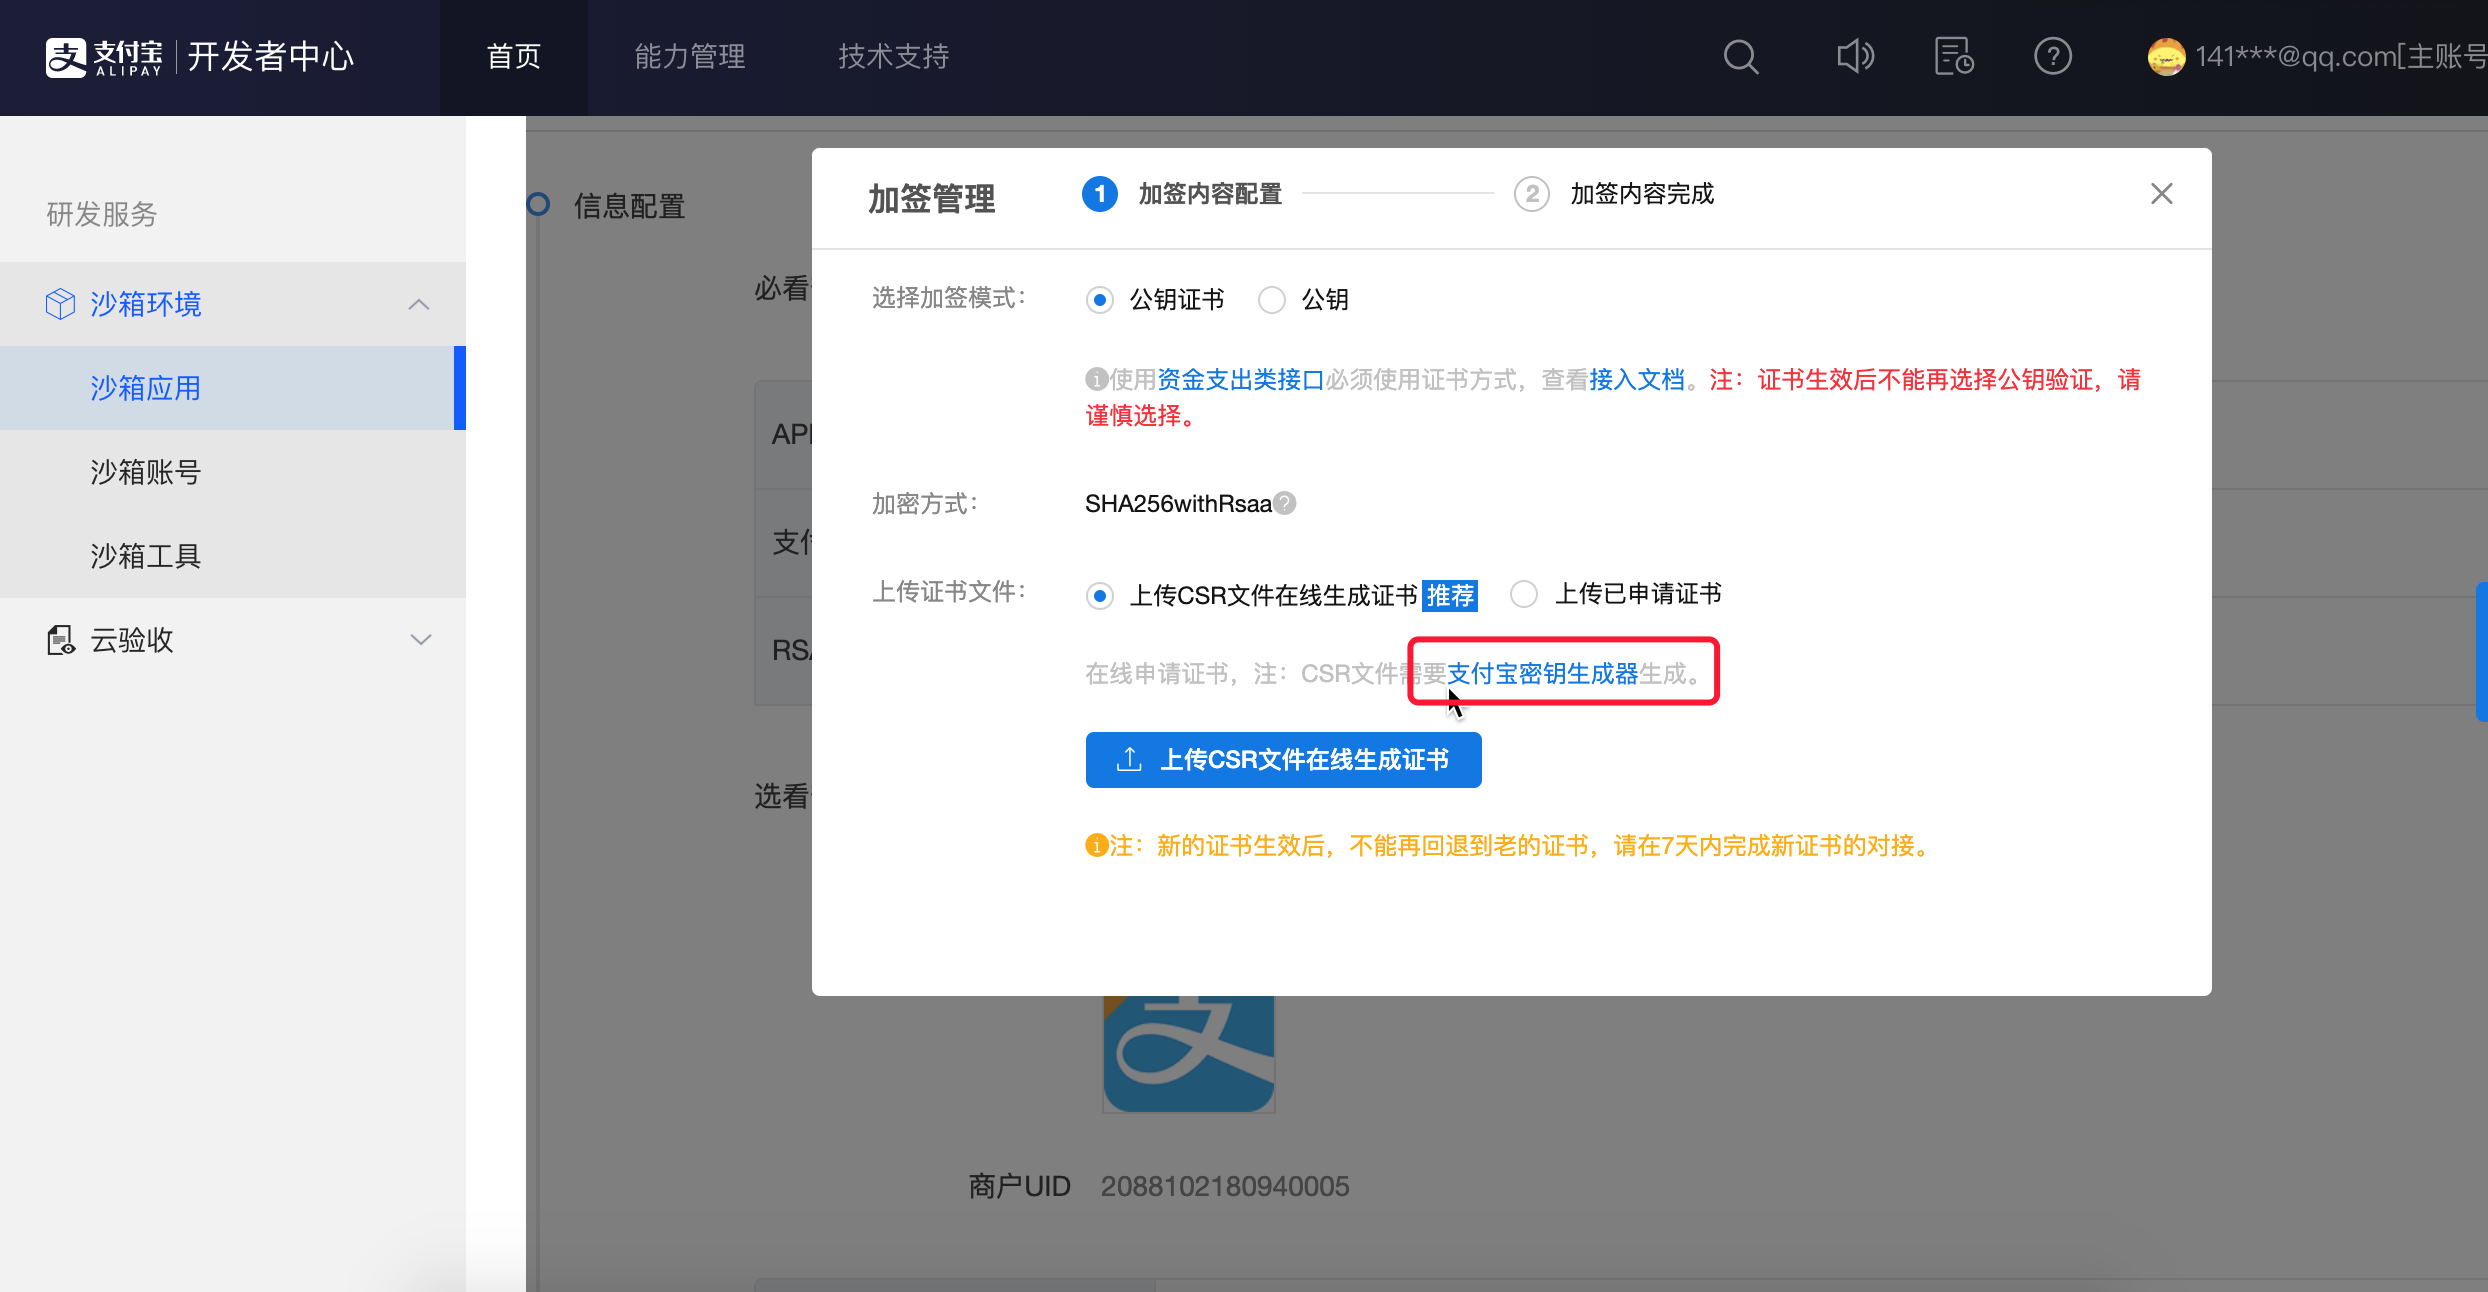 支付宝 开发者中心
ALIPAY
首页
能力管理
技术支持
141***@qq.com[主账号
研发服务
沙箱环境
沙箱应用
沙箱账号
沙箱工具
云验收
信息配置
必看
API
支付
RSA
选看
加签管理
1 加签内容配置
2 加签内容完成
选择加签模式：
公钥证书
公钥
使用资金支出类接口必须使用证书方式，查看接入文档。注：证书生效后不能再选择公钥验证，请
谨慎选择。
加密方式：
SHA256withRsaa
上传证书文件：
上传CSR文件在线生成证书 推荐
上传已申请证书
在线申请证书，注：CSR文件需要支付宝密钥生成器生成。
上传CSR文件在线生成证书
注：新的证书生效后，不能再回退到老的证书，请在7天内完成新证书的对接。
商户UID 2088102180940005